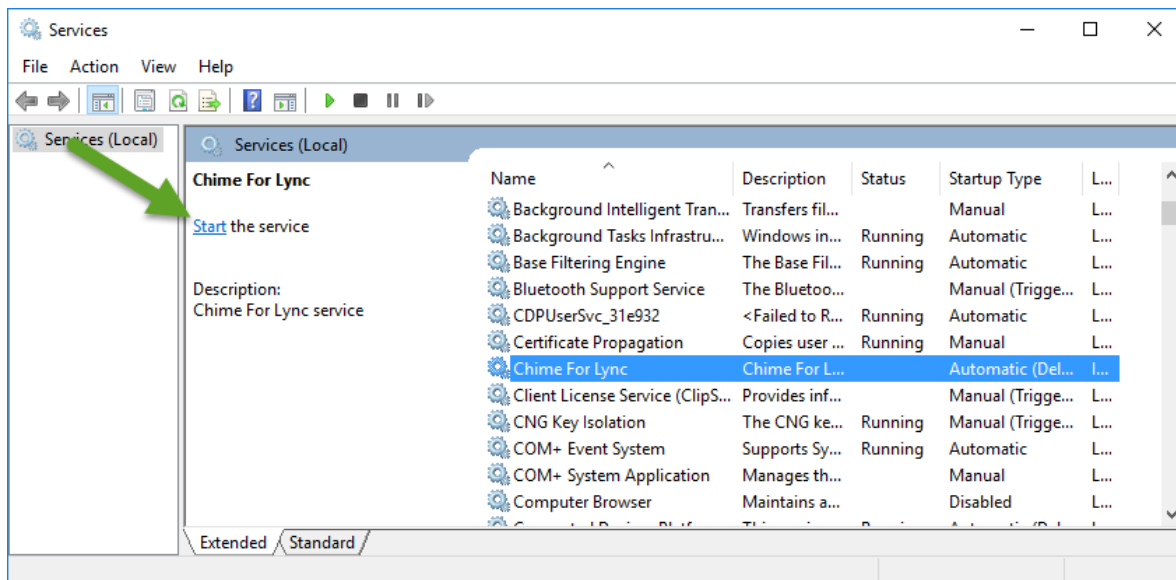 Services
File Action View Help
Services (Local)
Services (Local)
Chime For Lync
Start the service
Description:
Chime For Lync service
Name Description Status Startup Type L...
Background Intelligent Tran... Transfers fil... Manual L...
Background Tasks Infrastru... Windows in... Running Automatic L...
Base Filtering Engine The Base Fil... Running Automatic L...
Bluetooth Support Service The Bluetoo... Manual (Trigge... L...
CDPUserSvc_31e932 <Failed to R... Running Automatic L...
Certificate Propagation Copies user ... Running Manual L...
Chime For Lync Chime For L... Automatic (Del... I...
Client License Service (ClipS... Provides inf... Manual (Trigge... L...
CNG Key Isolation The CNG ke... Running Manual (Trigge... L...
COM+ Event System Supports Sy... Running Automatic L...
COM+ System Application Manages th... Manual L...
Computer Browser Maintains a... Disabled L...
Extended Standard